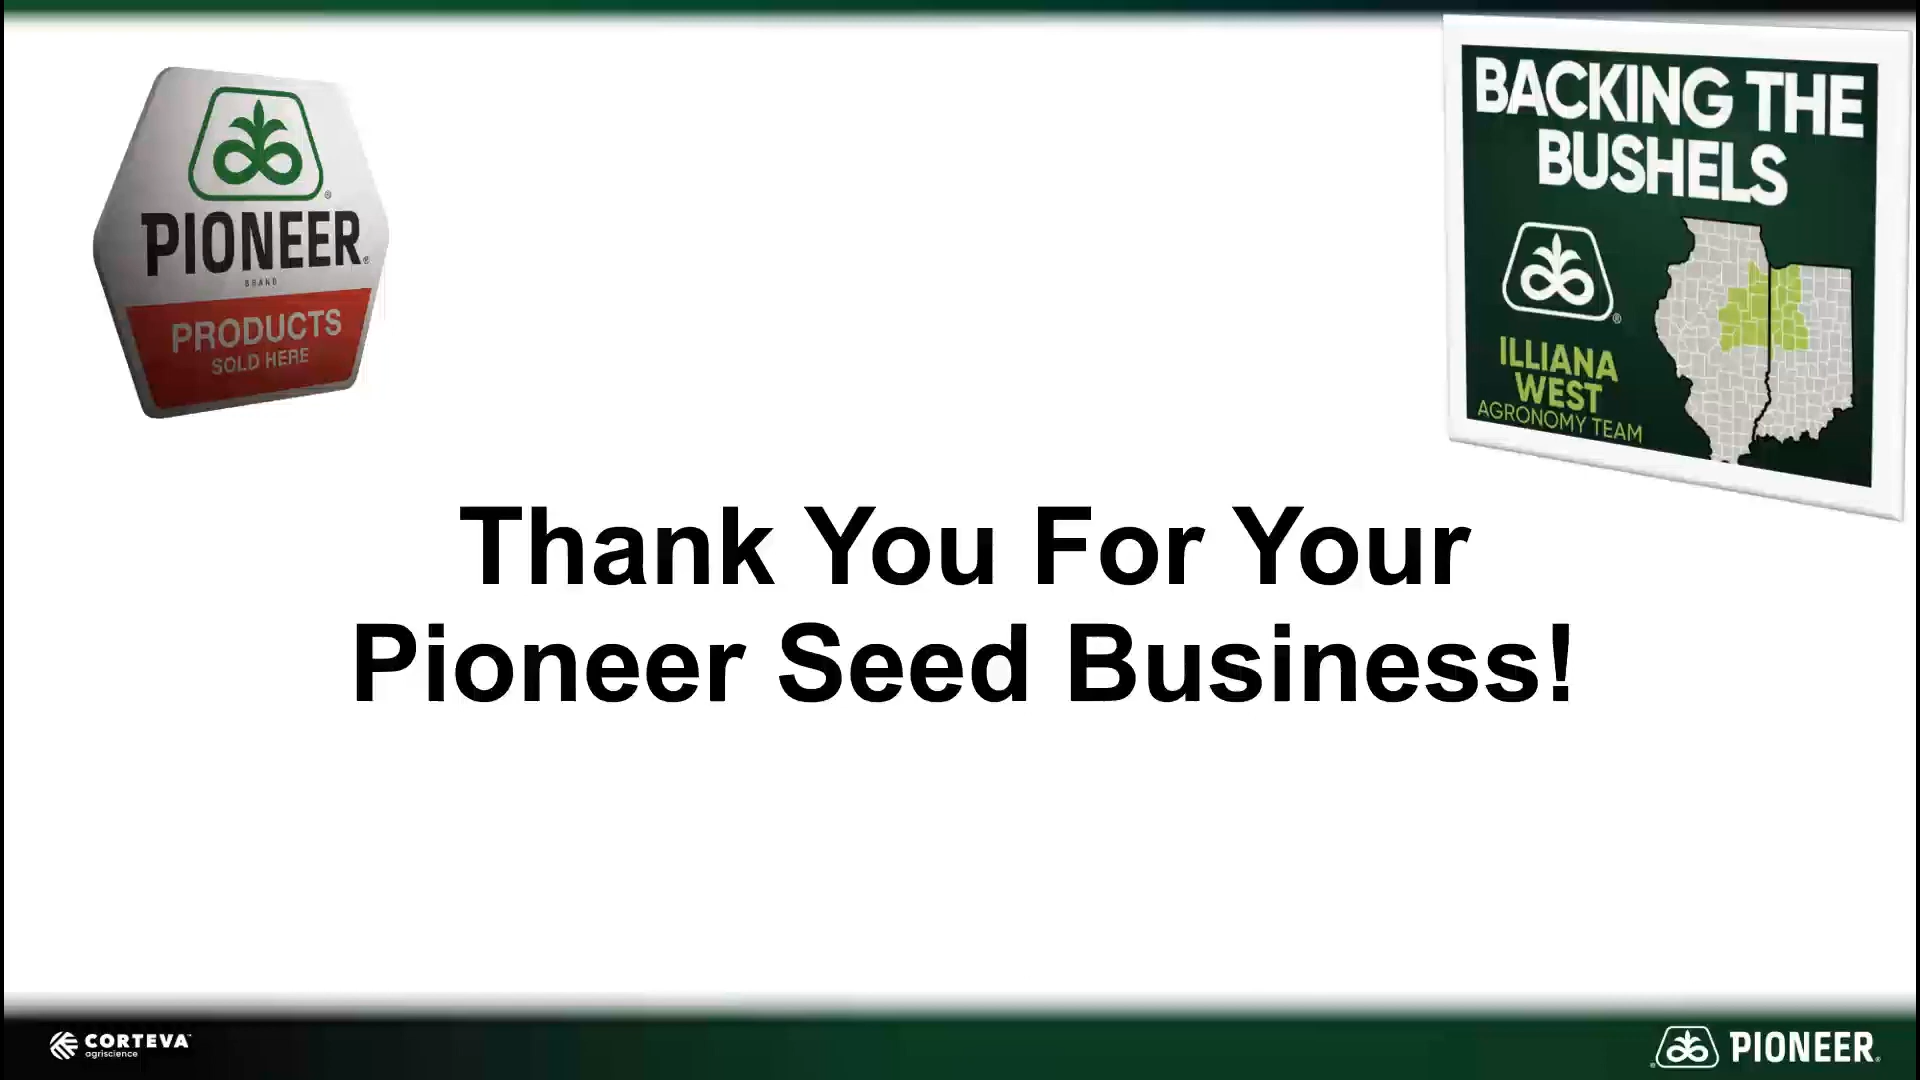 PIONEER®
BRAND
PRODUCTS
SOLD HERE
BACKING THE
BUSHELS
®
ILLIANA
WEST
AGRONOMY TEAM
Thank You For Your
Pioneer Seed Business!
CORTEVA™
agriscience
PIONEER®